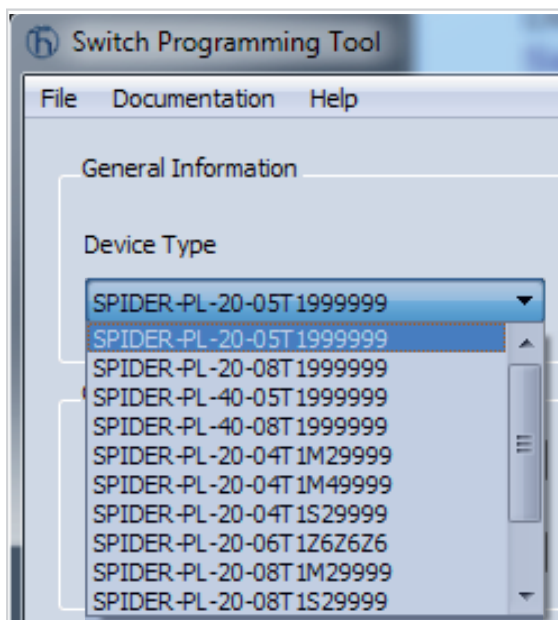 Switch Programming Tool
File Documentation Help
General Information
Device Type
SPIDER-PL-20-05T1999999
SPIDER-PL-20-05T1999999
SPIDER-PL-20-08T1999999
SPIDER-PL-40-05T1999999
SPIDER-PL-40-08T1999999
SPIDER-PL-20-04T1M29999
SPIDER-PL-20-04T1M49999
SPIDER-PL-20-04T1S29999
SPIDER-PL-20-06T1Z6Z6Z6
SPIDER-PL-20-08T1M29999
SPIDER-PL-20-08T1S29999